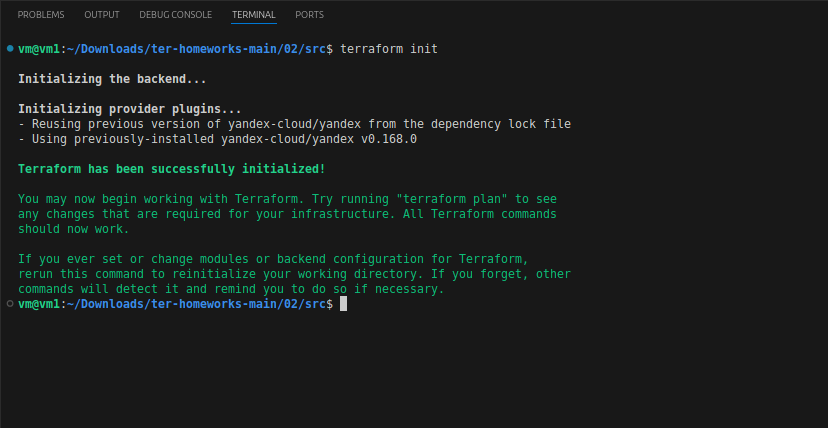 PROBLEMS OUTPUT DEBUG CONSOLE TERMINAL PORTS
vm@vm1:~/Downloads/ter-homeworks-main/02/src$ terraform init
Initializing the backend...
Initializing provider plugins...
- Reusing previous version of yandex-cloud/yandex from the dependency lock file
- Using previously-installed yandex-cloud/yandex v0.168.0
Terraform has been successfully initialized!
You may now begin working with Terraform. Try running "terraform plan" to see
any changes that are required for your infrastructure. All Terraform commands
should now work.
If you ever set or change modules or backend configuration for Terraform,
rerun this command to reinitialize your working directory. If you forget, other
commands will detect it and remind you to do so if necessary.
vm@vm1:~/Downloads/ter-homeworks-main/02/src$